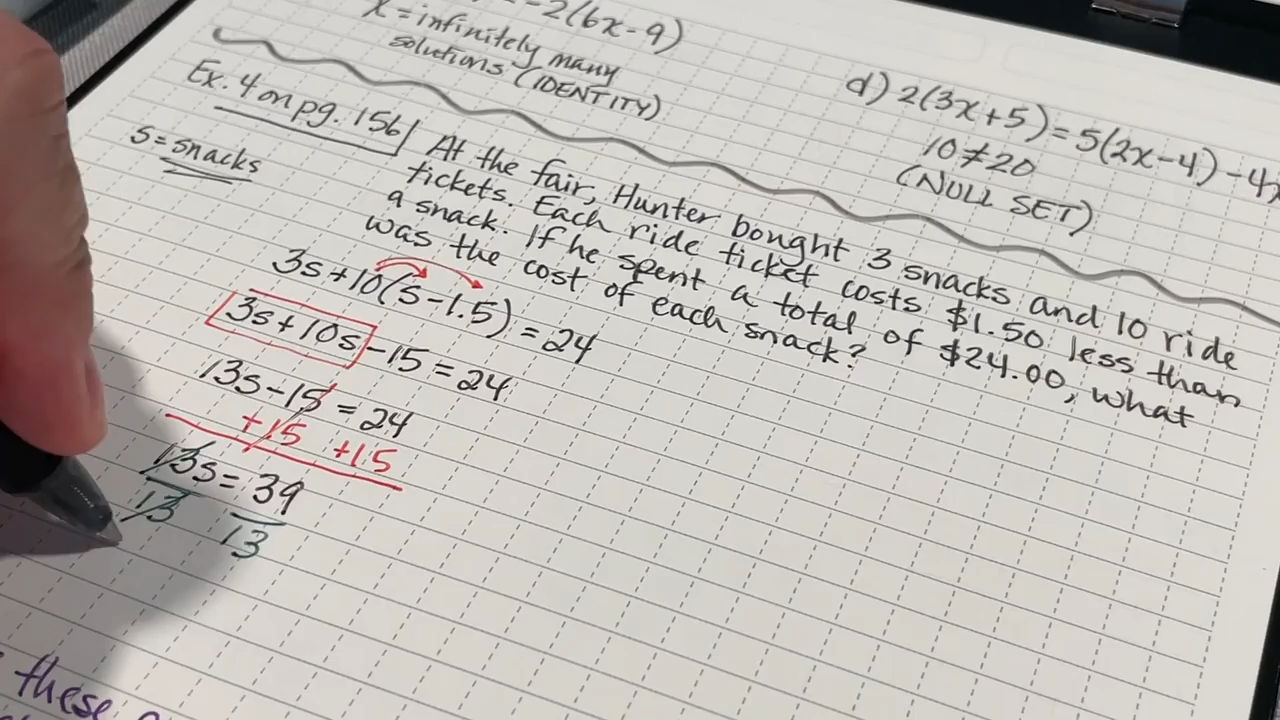 -2(6x-9)
x = infinitely many
solutions (IDENTITY)
d) 2(3x+5) = 5(2x-4) - 4x
10 ≠ 20
(NULL SET)
Ex. 4 on pg. 156
s = snacks
At the fair, Hunter bought 3 snacks and 10 ride
tickets. Each ride ticket costs $1.50 less than
a snack. If he spent a total of $24.00, what
was the cost of each snack?
3s + 10(s - 1.5) = 24
3s + 10s - 15 = 24
13s - 15 = 24
+15 +15
13s = 39
13 13
these